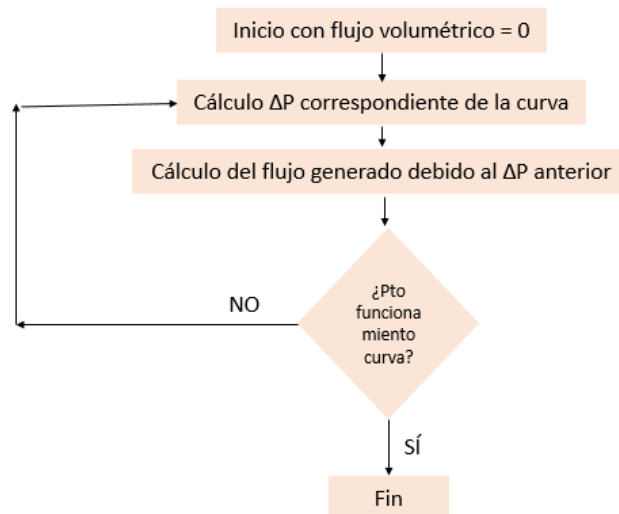 Inicio con flujo volumétrico = 0
Cálculo ΔP correspondiente de la curva
Cálculo del flujo generado debido al ΔP anterior
¿Pto
funciona
miento
curva?
NO
SÍ
Fin